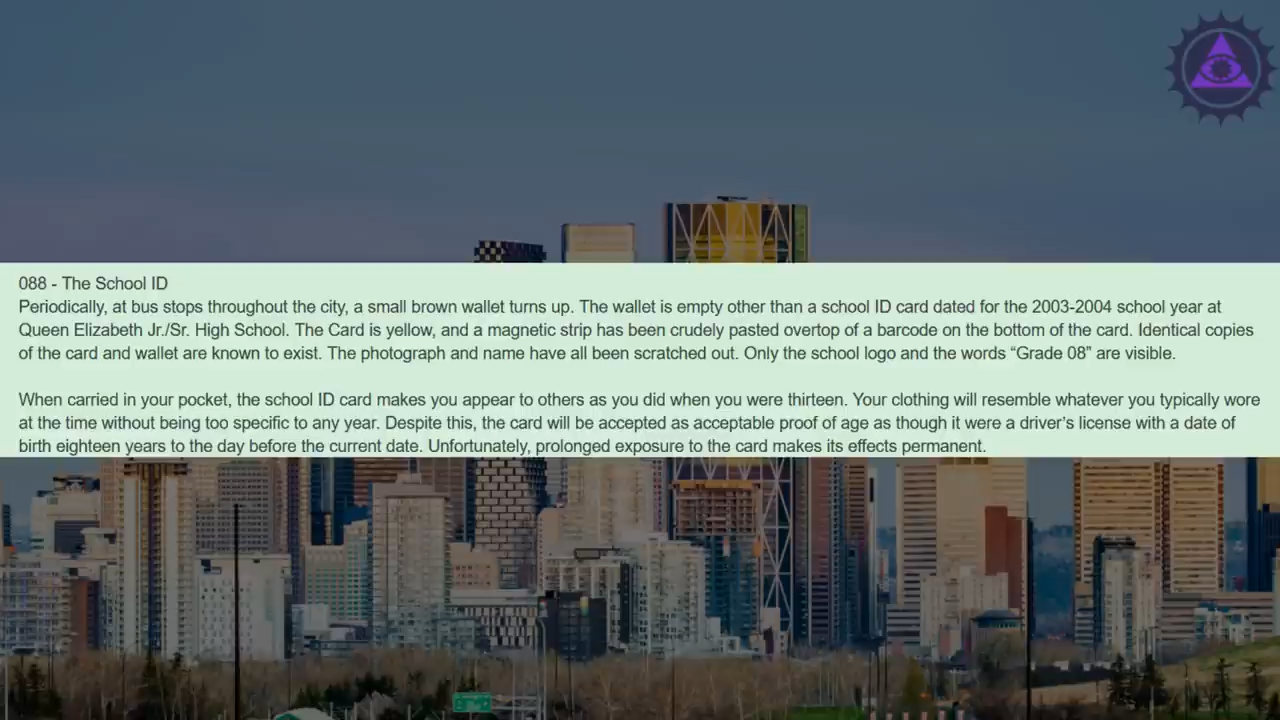 088 - The School ID
Periodically, at bus stops throughout the city, a small brown wallet turns up. The wallet is empty other than a school ID card dated for the 2003-2004 school year at
Queen Elizabeth Jr./Sr. High School. The Card is yellow, and a magnetic strip has been crudely pasted overtop of a barcode on the bottom of the card. Identical copies
of the card and wallet are known to exist. The photograph and name have all been scratched out. Only the school logo and the words “Grade 08” are visible.
When carried in your pocket, the school ID card makes you appear to others as you did when you were thirteen. Your clothing will resemble whatever you typically wore
at the time without being too specific to any year. Despite this, the card will be accepted as acceptable proof of age as though it were a driver’s license with a date of
birth eighteen years to the day before the current date. Unfortunately, prolonged exposure to the card makes its effects permanent.